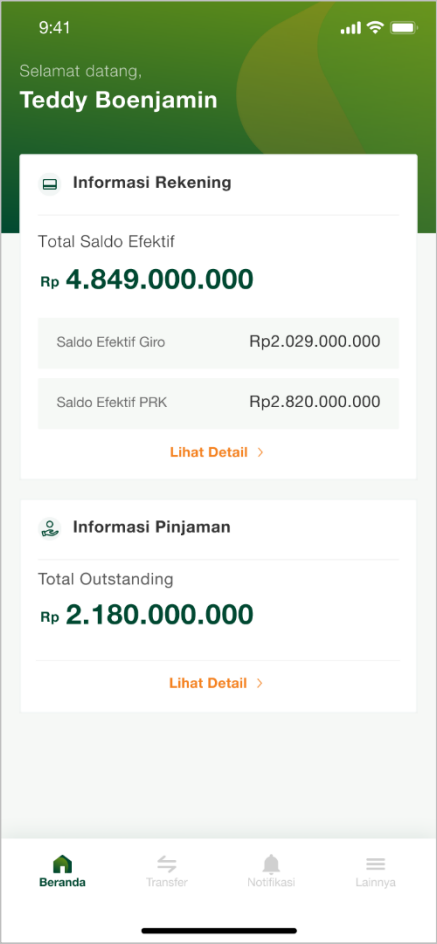 9:41
Selamat datang,
Teddy Boenjamin
Informasi Rekening
Total Saldo Efektif
Rp 4.849.000.000
Saldo Efektif Giro Rp2.029.000.000
Saldo Efektif PRK Rp2.820.000.000
Lihat Detail
Informasi Pinjaman
Total Outstanding
Rp 2.180.000.000
Lihat Detail
Beranda Transfer Notifikasi Lainnya